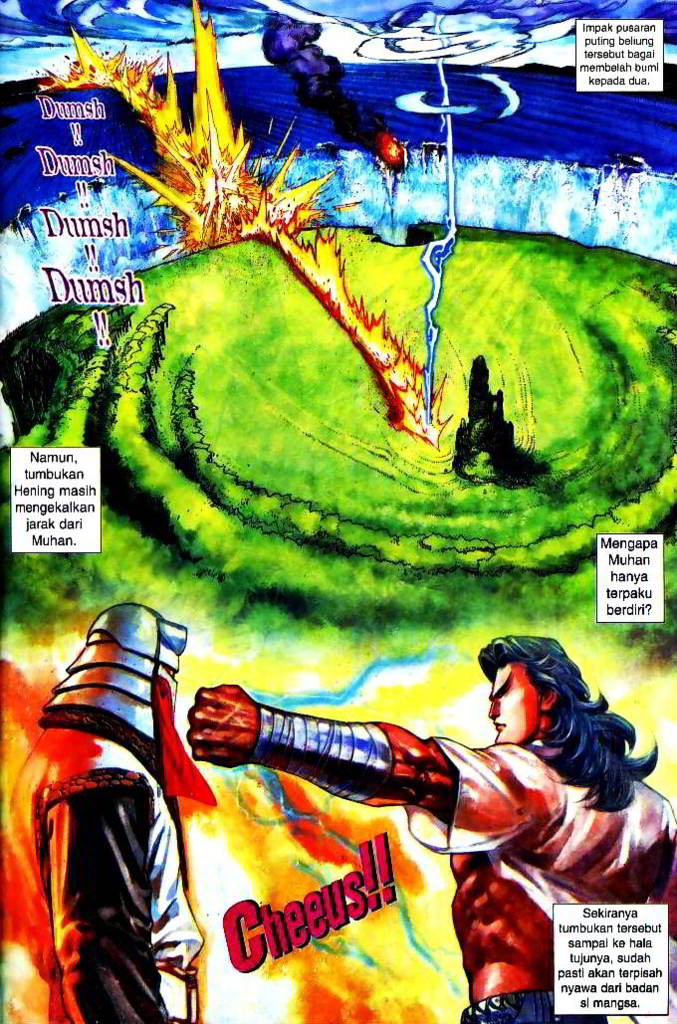 Impak pusaran
puting beliung
tersebut bagai
membelah bumi
kepada dua.
Dumsh
!!
Dumsh
!!
Dumsh
!!
Dumsh
!!
Namun,
tumbukan
Hening masih
mengekalkan
jarak dari
Muhan.
Mengapa
Muhan
hanya
terpaku
berdiri?
Cheeus!!
Sekiranya
tumbukan tersebut
sampai ke hala
tujunya, sudah
pasti akan terpisah
nyawa dari badan
si mangsa.